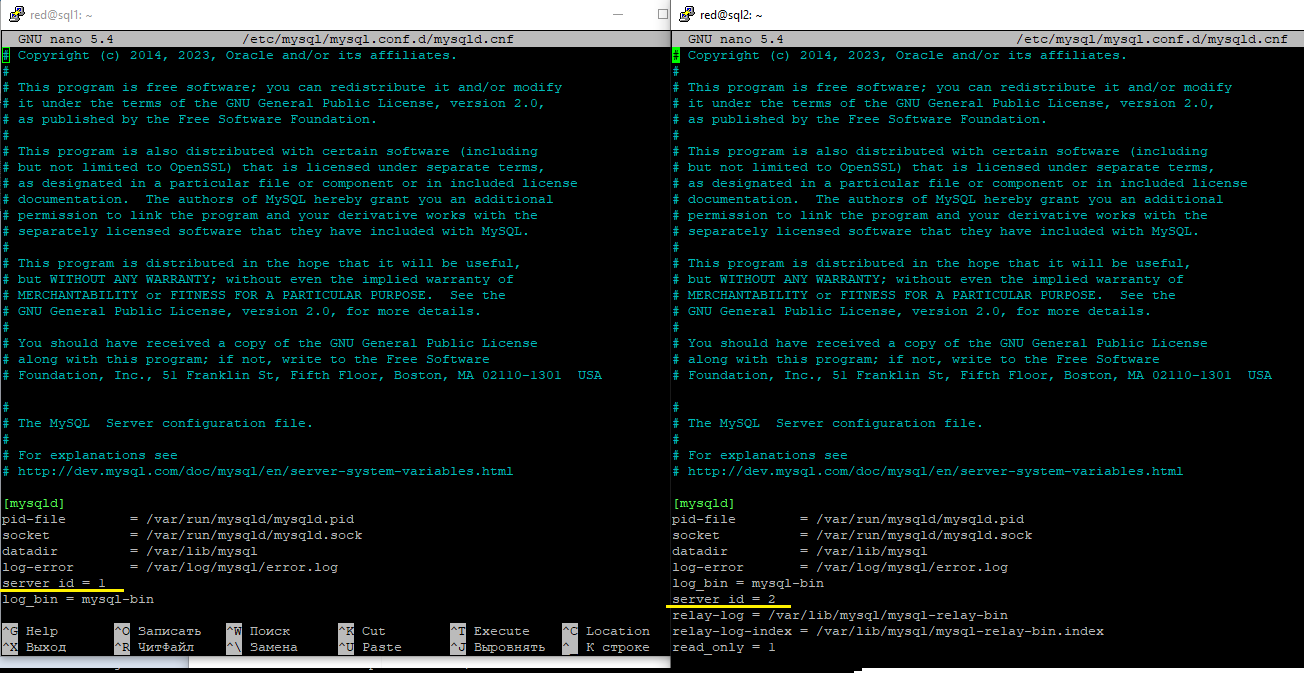 red@sql1: ~
GNU nano 5.4 /etc/mysql/mysql.conf.d/mysqld.cnf
# Copyright (c) 2014, 2023, Oracle and/or its affiliates.
#
# This program is free software; you can redistribute it and/or modify
# it under the terms of the GNU General Public License, version 2.0,
# as published by the Free Software Foundation.
#
# This program is also distributed with certain software (including
# but not limited to OpenSSL) that is licensed under separate terms,
# as designated in a particular file or component or in included license
# documentation.  The authors of MySQL hereby grant you an additional
# permission to link the program and your derivative works with the
# separately licensed software that they have included with MySQL.
#
# This program is distributed in the hope that it will be useful,
# but WITHOUT ANY WARRANTY; without even the implied warranty of
# MERCHANTABILITY or FITNESS FOR A PARTICULAR PURPOSE.  See the
# GNU General Public License, version 2.0, for more details.
#
# You should have received a copy of the GNU General Public License
# along with this program; if not, write to the Free Software
# Foundation, Inc., 51 Franklin St, Fifth Floor, Boston, MA 02110-1301  USA
#
# The MySQL  Server configuration file.
#
# For explanations see
# http://dev.mysql.com/doc/mysql/en/server-system-variables.html
[mysqld]
pid-file = /var/run/mysqld/mysqld.pid
socket = /var/run/mysqld/mysqld.sock
datadir = /var/lib/mysql
log-error = /var/log/mysql/error.log
server_id = 1
log_bin = mysql-bin
^G Help ^O Записать ^W Поиск ^K Cut ^T Execute ^C Location
^X Выход ^R ЧитФайл ^\ Замена ^U Paste ^J Выровнять ^_ К строке
red@sql2: ~
GNU nano 5.4 /etc/mysql/mysql.conf.d/mysqld.cnf
# Copyright (c) 2014, 2023, Oracle and/or its affiliates.
#
# This program is free software; you can redistribute it and/or modify
# it under the terms of the GNU General Public License, version 2.0,
# as published by the Free Software Foundation.
#
# This program is also distributed with certain software (including
# but not limited to OpenSSL) that is licensed under separate terms,
# as designated in a particular file or component or in included license
# documentation.  The authors of MySQL hereby grant you an additional
# permission to link the program and your derivative works with the
# separately licensed software that they have included with MySQL.
#
# This program is distributed in the hope that it will be useful,
# but WITHOUT ANY WARRANTY; without even the implied warranty of
# MERCHANTABILITY or FITNESS FOR A PARTICULAR PURPOSE.  See the
# GNU General Public License, version 2.0, for more details.
#
# You should have received a copy of the GNU General Public License
# along with this program; if not, write to the Free Software
# Foundation, Inc., 51 Franklin St, Fifth Floor, Boston, MA 02110-1301  USA
#
# The MySQL  Server configuration file.
#
# For explanations see
# http://dev.mysql.com/doc/mysql/en/server-system-variables.html
[mysqld]
pid-file = /var/run/mysqld/mysqld.pid
socket = /var/run/mysqld/mysqld.sock
datadir = /var/lib/mysql
log-error = /var/log/mysql/error.log
log_bin = mysql-bin
server_id = 2
relay-log = /var/lib/mysql/mysql-relay-bin
relay-log-index = /var/lib/mysql/mysql-relay-bin.index
read_only = 1